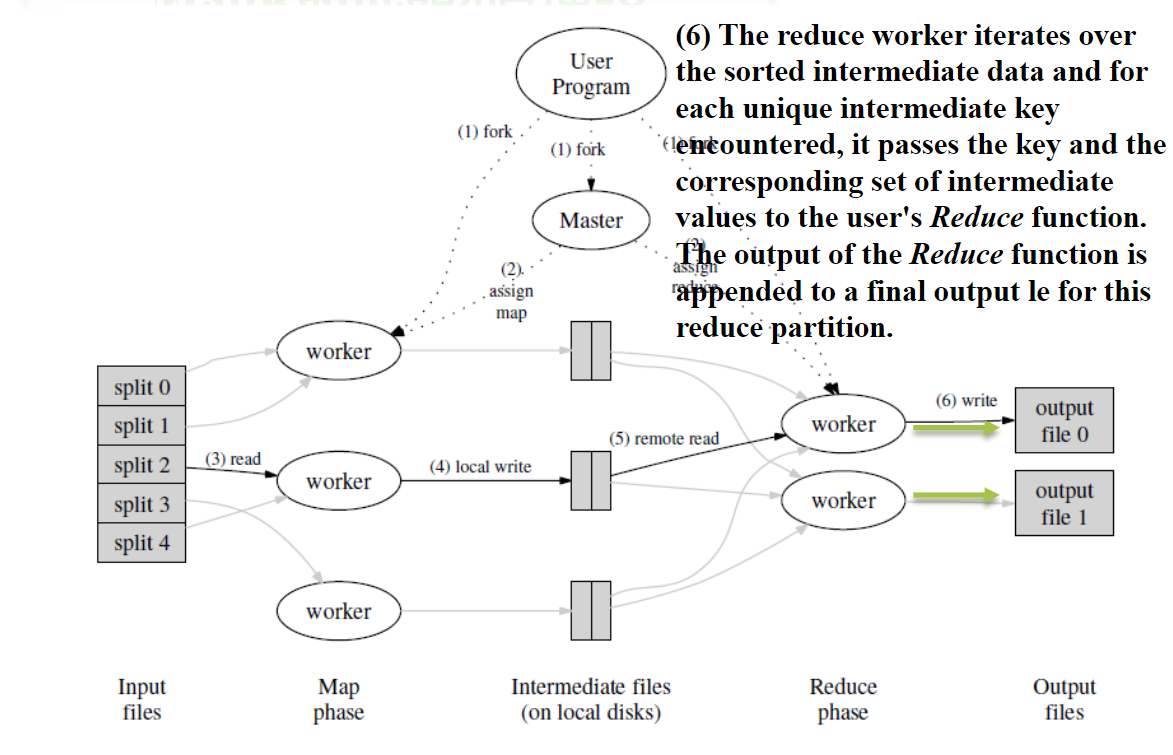 (6) The reduce worker iterates over
the sorted intermediate data and for
each unique intermediate key
encountered, it passes the key and the
corresponding set of intermediate
values to the user's Reduce function.
The output of the Reduce function is
appended to a final output le for this
reduce partition.
User
Program
(1) fork
(1) fork
(1) fork
Master
(2)
assign
map
(2)
assign
reduce
split 0
split 1
split 2
split 3
split 4
(3) read
worker
worker
worker
(4) local write
(5) remote read
worker
worker
(6) write
output
file 0
output
file 1
Input
files
Map
phase
Intermediate files
(on local disks)
Reduce
phase
Output
files